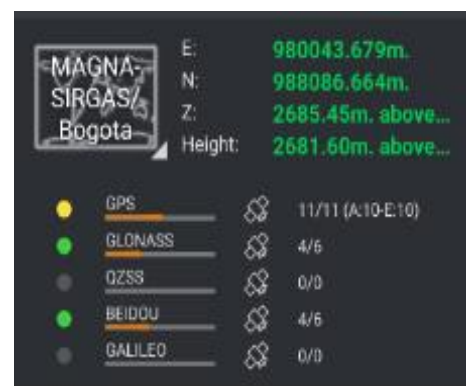 MAGNA-
SIRGAS/
Bogota
E: 980043.679m.
N: 988086.664m.
Z: 2685.45m. above...
Height: 2681.60m. above...
GPS 11/11 (A:10-E:10)
GLONASS 4/6
QZSS 0/0
BEIDOU 4/6
GALILEO 0/0